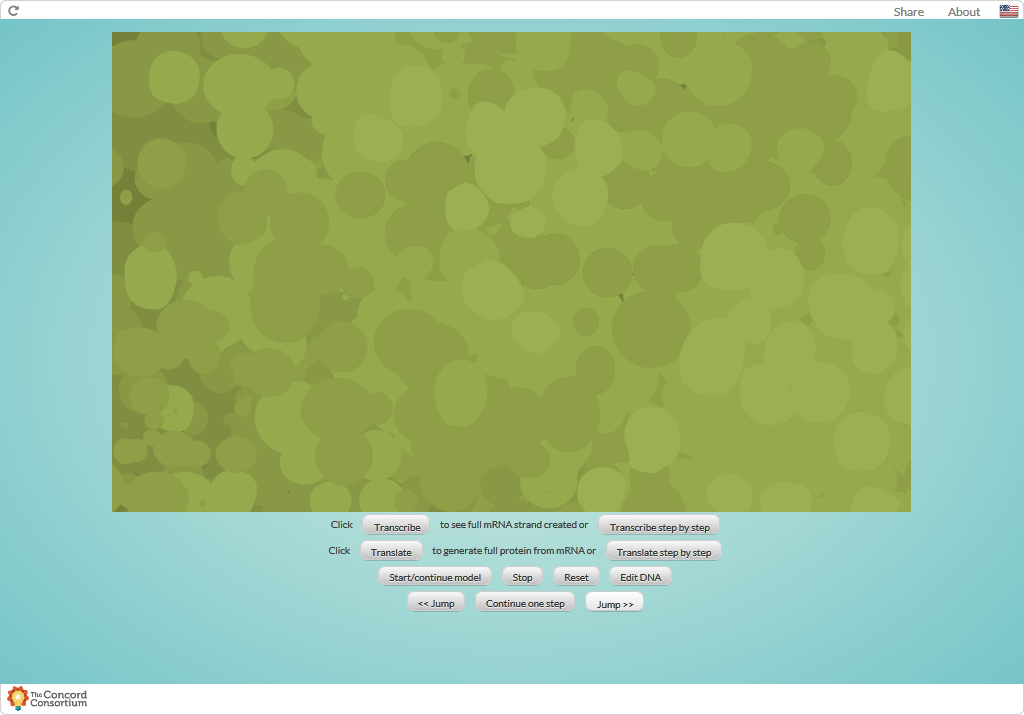 Share About
Click Transcribe to see full mRNA strand created or Transcribe step by step
Click Translate to generate full protein from mRNA or Translate step by step
Start/continue model Stop Reset Edit DNA
<< Jump Continue one step Jump >>
The Concord
Consortium